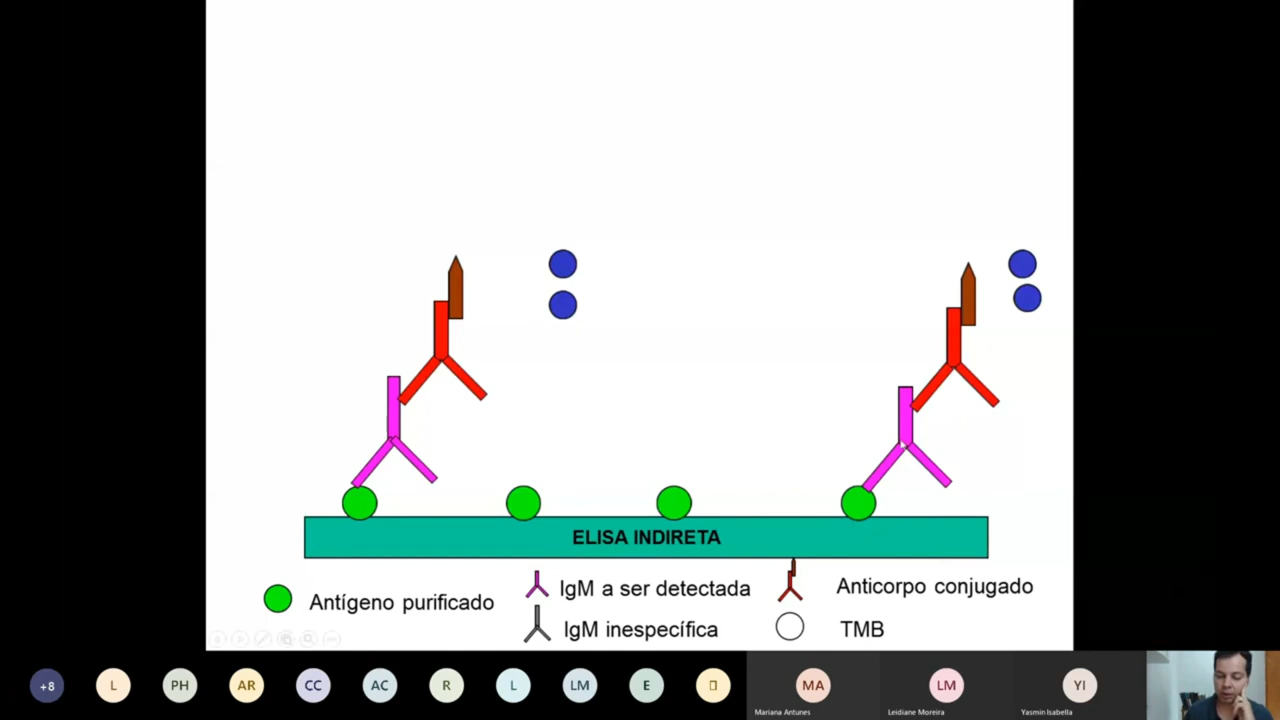 ELISA INDIRETA
Antígeno purificado
IgM a ser detectada
Anticorpo conjugado
IgM inespecífica
TMB
+8
L
PH
AR
CC
AC
R
L
LM
E
MA
LM
YI
Mariana Antunes
Leidiane Moreira
Yasmin Isabella